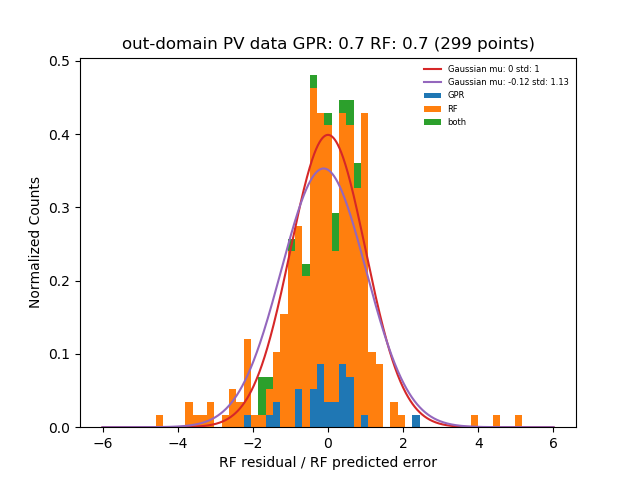 out-domain PV data GPR: 0.7 RF: 0.7 (299 points)
Gaussian mu: 0 std: 1
Gaussian mu: -0.12 std: 1.13
GPR
RF
both
0.5
0.4
0.3
0.2
0.1
0.0
Normalized Counts
−6 −4 −2 0 2 4 6
RF residual / RF predicted error